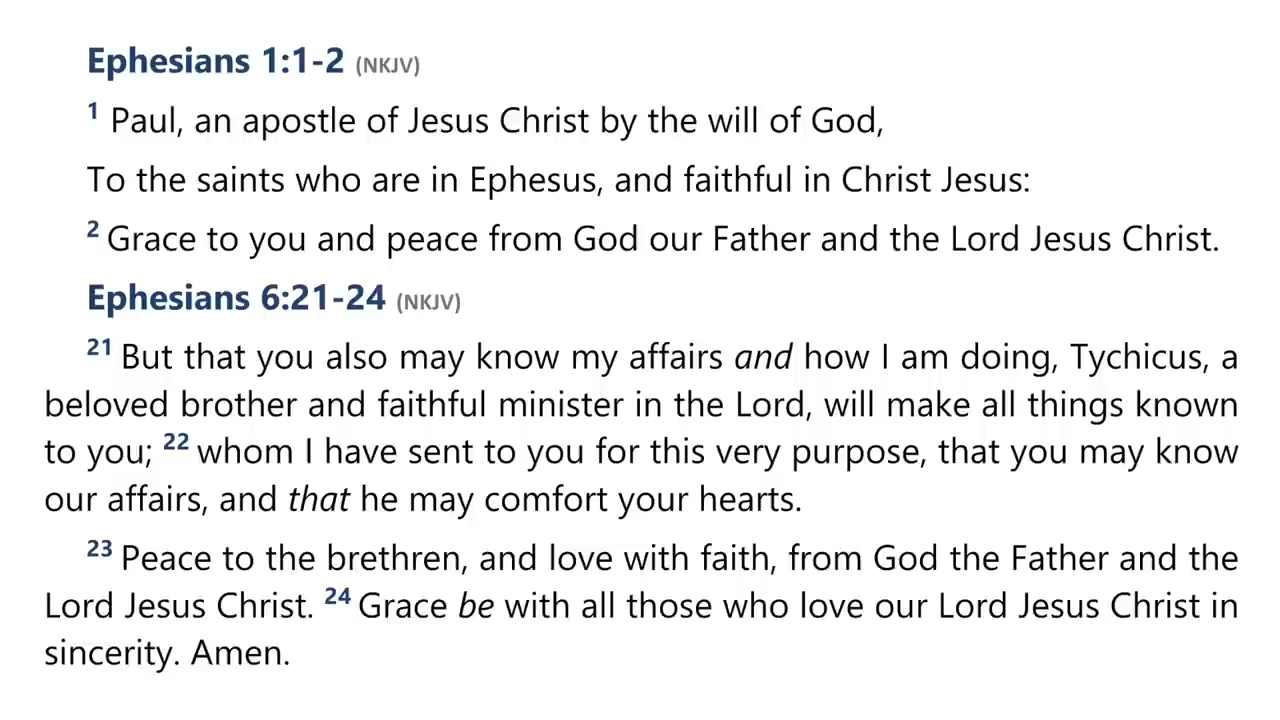 Ephesians 1:1-2 (NKJV)
1 Paul, an apostle of Jesus Christ by the will of God,
To the saints who are in Ephesus, and faithful in Christ Jesus:
2 Grace to you and peace from God our Father and the Lord Jesus Christ.
Ephesians 6:21-24 (NKJV)
21 But that you also may know my affairs and how I am doing, Tychicus, a
beloved brother and faithful minister in the Lord, will make all things known
to you; 22 whom I have sent to you for this very purpose, that you may know
our affairs, and that he may comfort your hearts.
23 Peace to the brethren, and love with faith, from God the Father and the
Lord Jesus Christ. 24 Grace be with all those who love our Lord Jesus Christ in
sincerity. Amen.